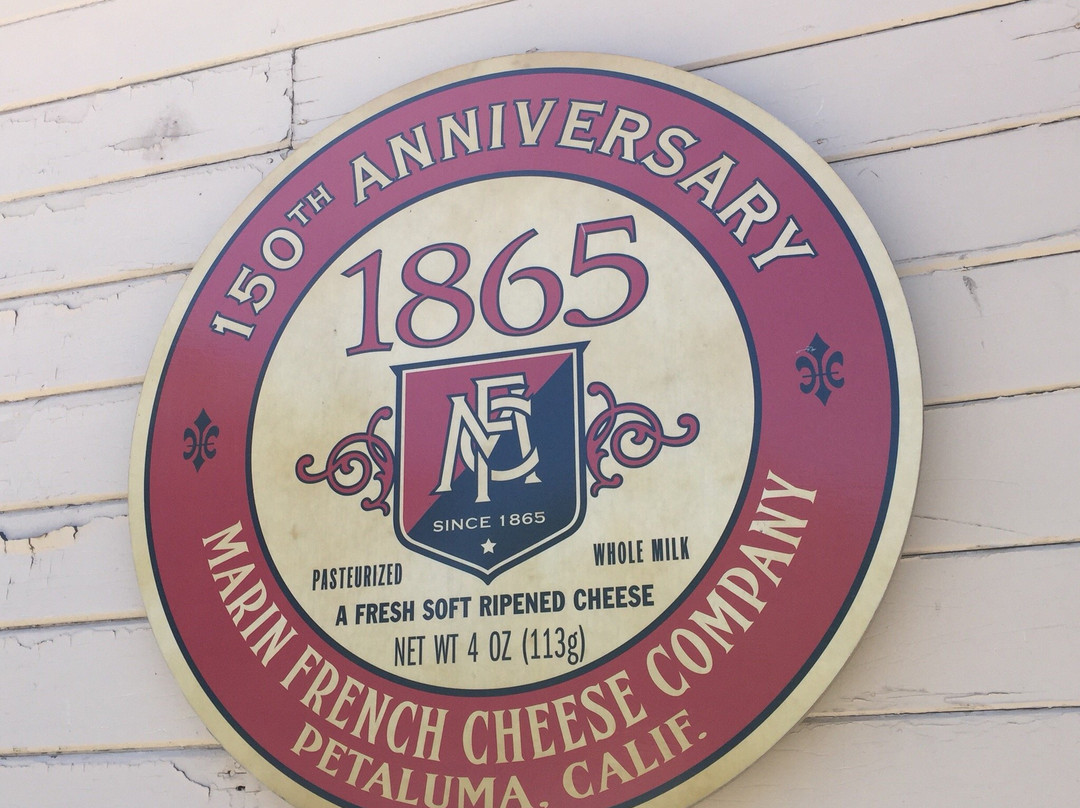 150TH ANNIVERSARY
1865
MFC
SINCE 1865
PASTEURIZED
WHOLE MILK
A FRESH SOFT RIPENED CHEESE
NET WT 4 OZ (113g)
MARIN FRENCH CHEESE COMPANY
PETALUMA, CALIF.